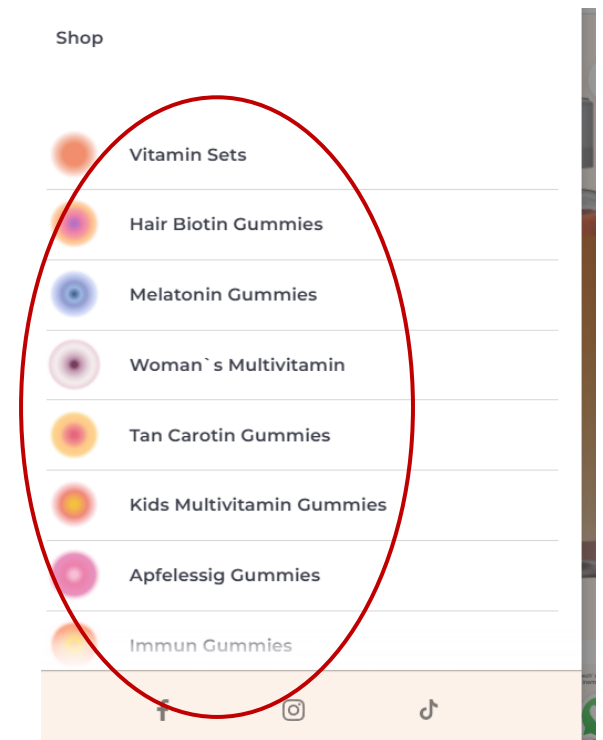 Shop
Vitamin Sets
Hair Biotin Gummies
Melatonin Gummies
Woman`s Multivitamin
Tan Carotin Gummies
Kids Multivitamin Gummies
Apfelessig Gummies
Immun Gummies